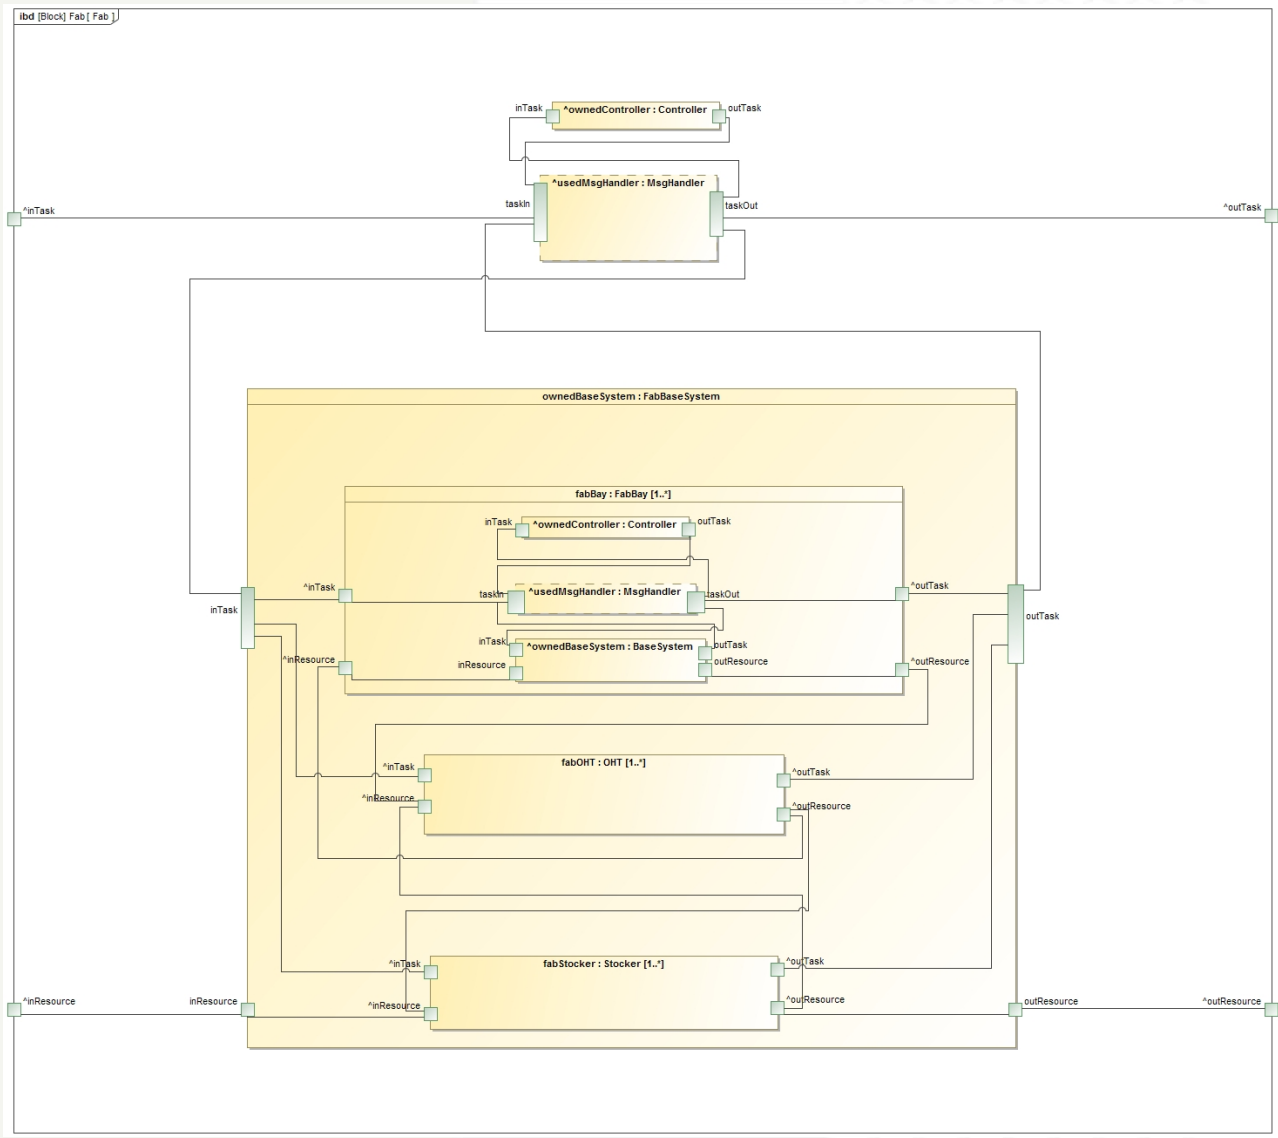 ibd [Block] Fab [ Fab ]
inTask
^ownedController : Controller
outTask
^usedMsgHandler : MsgHandler
taskIn
taskOut
^inTask
^outTask
ownedBaseSystem : FabBaseSystem
fabBay : FabBay [1..*]
inTask
^ownedController : Controller
outTask
^inTask
taskIn
^usedMsgHandler : MsgHandler
taskOut
^outTask
inTask
outTask
inTask
^ownedBaseSystem : BaseSystem
outTask
^inResource
inResource
outResource
^outResource
fabOHT : OHT [1..*]
^inTask
^outTask
^inResource
^outResource
fabStocker : Stocker [1..*]
^inTask
^outTask
^inResource
inResource
^inResource
^outResource
outResource
^outResource